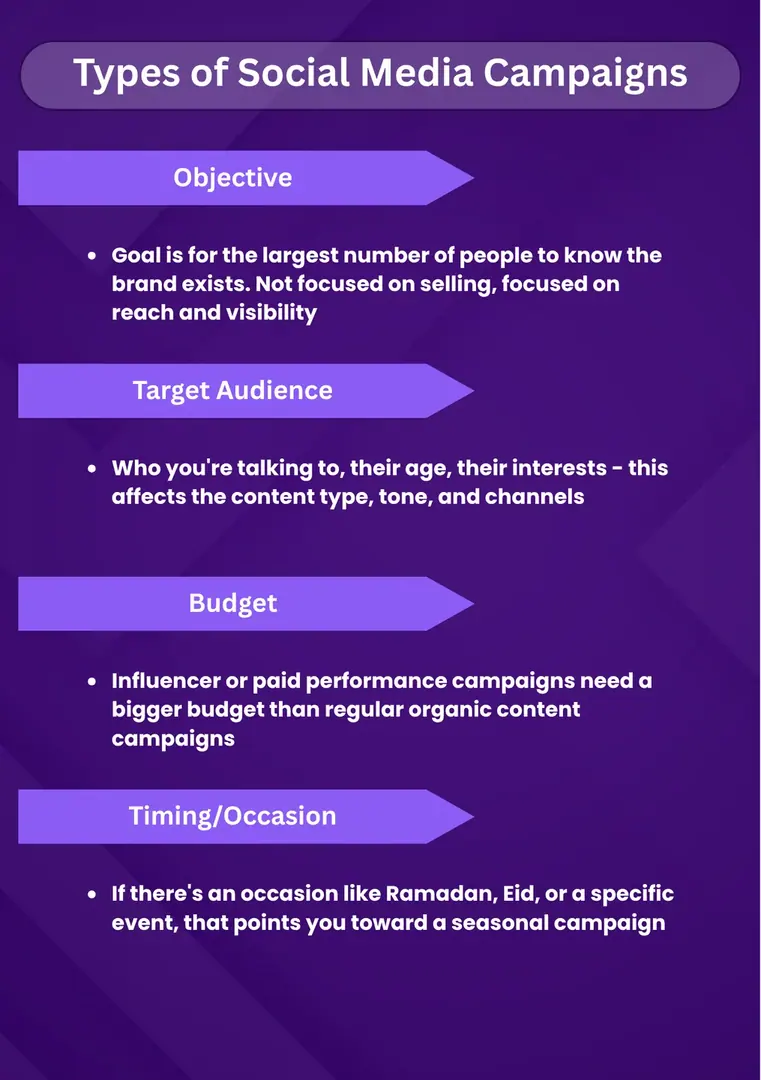 Types of Social Media Campaigns
Objective
• Goal is for the largest number of people to know the
brand exists. Not focused on selling, focused on
reach and visibility
Target Audience
• Who you're talking to, their age, their interests - this
affects the content type, tone, and channels
Budget
• Influencer or paid performance campaigns need a
bigger budget than regular organic content
campaigns
Timing/Occasion
• If there's an occasion like Ramadan, Eid, or a specific
event, that points you toward a seasonal campaign